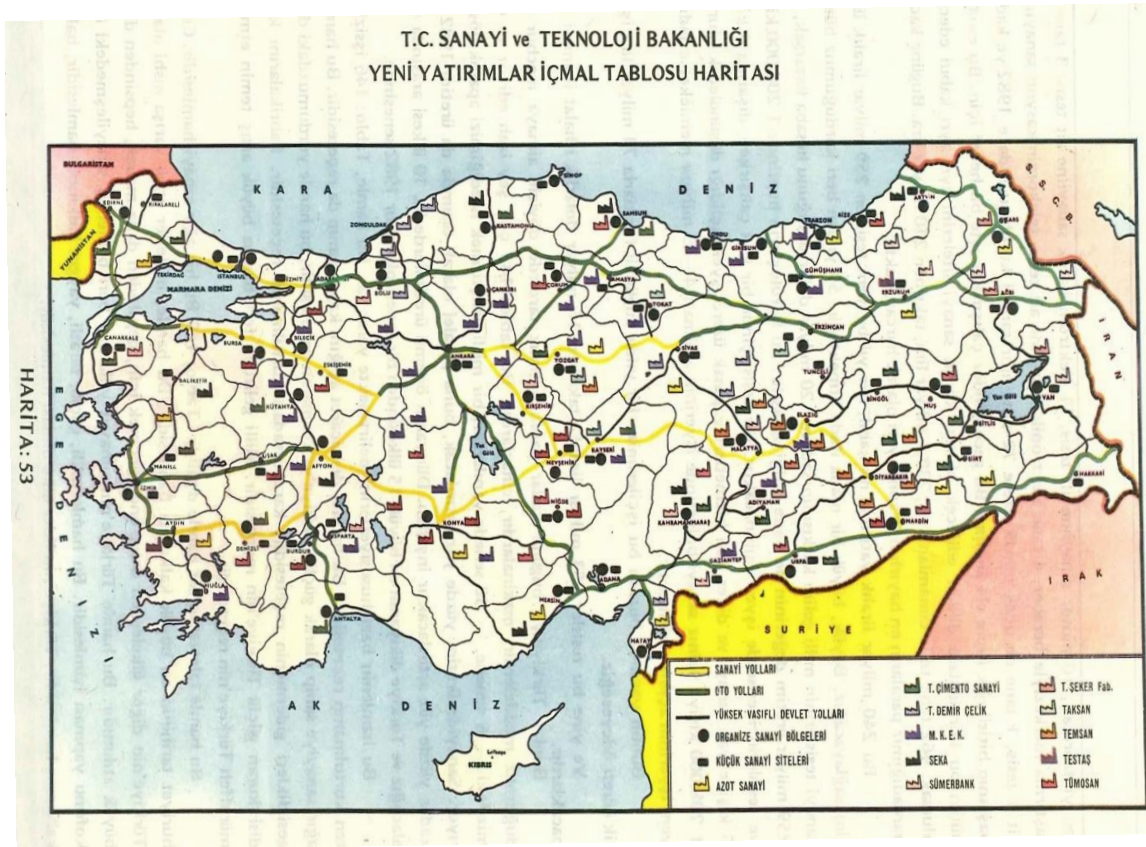 T.C. SANAYİ ve TEKNOLOJİ BAKANLIĞI
YENİ YATIRIMLAR İÇMAL TABLOSU HARİTASI
HARİTA: 53
BULGARİSTAN
YUNANİSTAN
KARA DENİZ
S.S.C.B.
İRAN
IRAK
SURİYE
AK DENİZ
EGE DENİZİ
MARMARA DENİZİ
KIBRIS
Lefkoşa
Tuz Gölü
Van Gölü
EDİRNE
KIRKLARELİ
TEKİRDAĞ
İSTANBUL
İZMİT
ZONGULDAK
BOLU
KASTAMONU
SİNOP
SAMSUN
ORDU
GİRESUN
TRABZON
RİZE
ARTVİN
KARS
ÇANAKKALE
BURSA
BİLECİK
ESKİŞEHİR
ANKARA
ÇANKIRI
ÇORUM
AMASYA
TOKAT
GÜMÜŞHANE
ERZURUM
AĞRI
BALIKESİR
KÜTAHYA
KIRŞEHİR
YOZGAT
SİVAS
ERZİNCAN
TUNCELİ
BİNGÖL
MUŞ
BİTLİS
VAN
MANİSA
UŞAK
AFYON
NEVŞEHİR
KAYSERİ
MALATYA
ELAZIĞ
DİYARBAKIR
SİİRT
HAKKARİ
İZMİR
AYDIN
DENİZLİ
BURDUR
ISPARTA
KONYA
NİĞDE
KAHRAMANMARAŞ
ADIYAMAN
MARDİN
MUĞLA
ANTALYA
MERSİN
ADANA
GAZİANTEP
URFA
HATAY
SANAYİ YOLLARI
OTO YOLLARI
YÜKSEK VASIFLI DEVLET YOLLARI
ORGANİZE SANAYİ BÖLGELERİ
KÜÇÜK SANAYİ SİTELERİ
AZOT SANAYİ
T.ÇİMENTO SANAYİ
T.DEMİR ÇELİK
M.K.E.K.
SEKA
SÜMERBANK
T.ŞEKER Fab.
TAKSAN
TEMSAN
TESTAŞ
TÜMOSAN